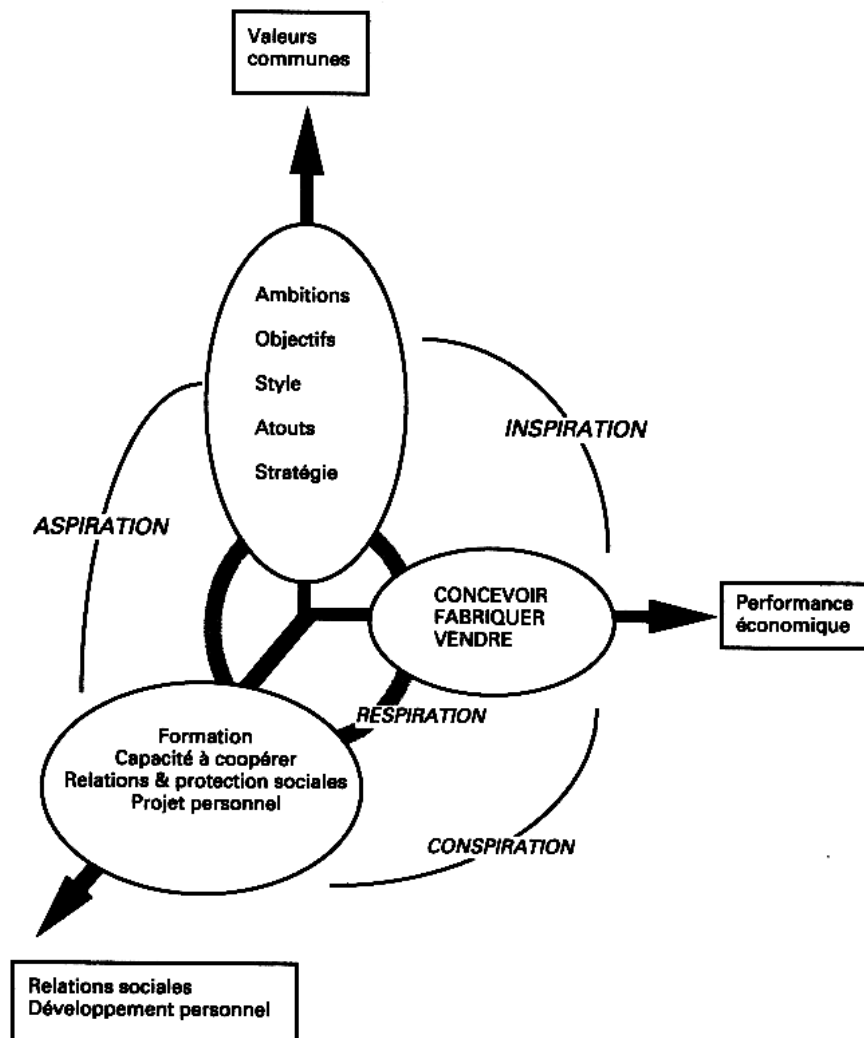 Valeurs
communes
Ambitions
Objectifs
Style
Atouts
Stratégie
INSPIRATION
ASPIRATION
CONCEVOIR
FABRIQUER
VENDRE
Performance
économique
RESPIRATION
Formation
Capacité à coopérer
Relations & protection sociales
Projet personnel
CONSPIRATION
Relations sociales
Développement personnel